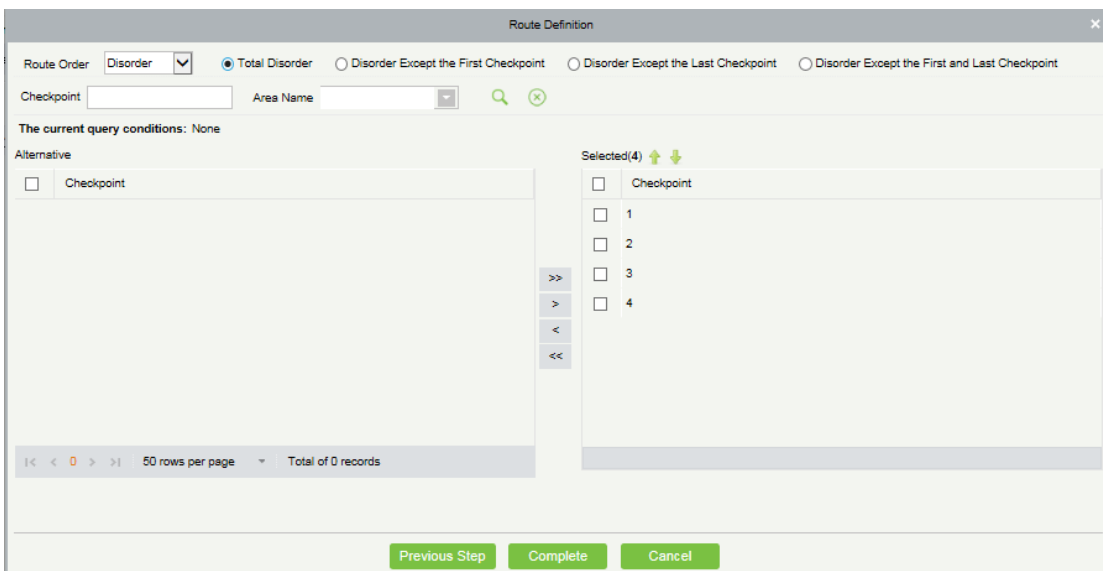 Route Definition
Route Order Disorder Total Disorder Disorder Except the First Checkpoint Disorder Except the Last Checkpoint Disorder Except the First and Last Checkpoint
Checkpoint Area Name
The current query conditions: None
Alternative Selected(4)
Checkpoint Checkpoint
1
2
3
>>
> 4
<
<<
0 50 rows per page Total of 0 records
Previous Step Complete Cancel